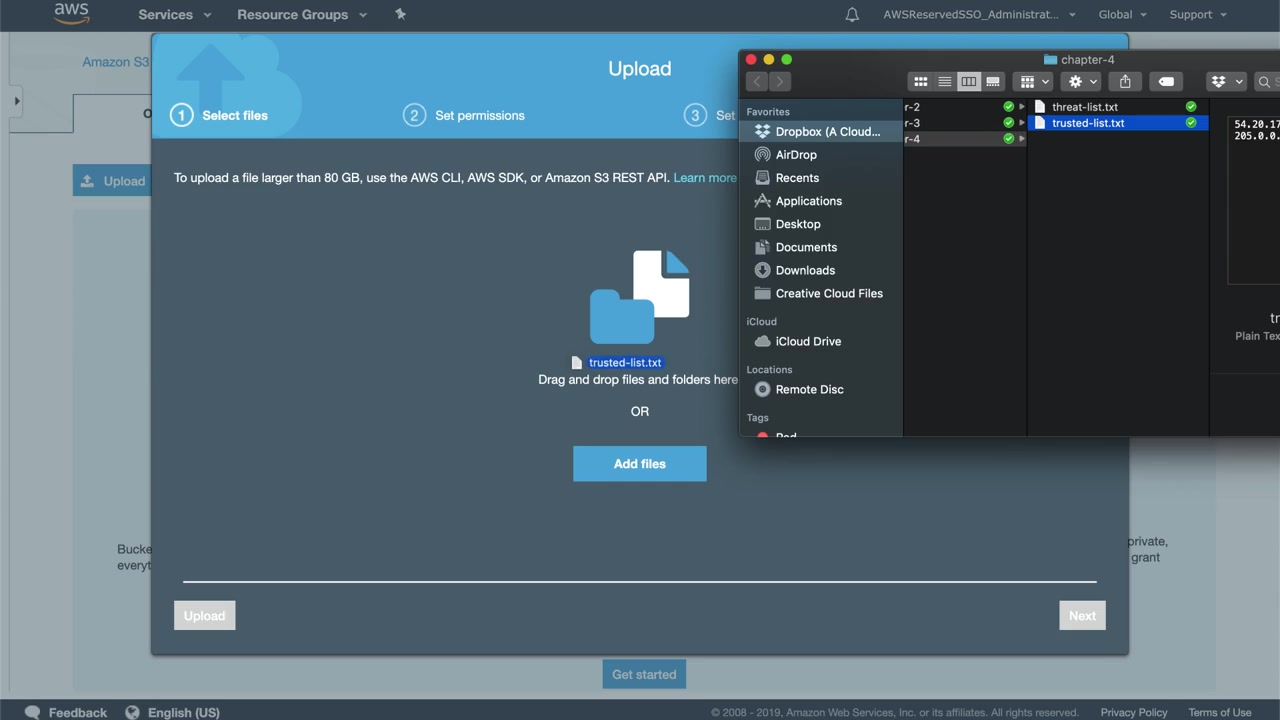 aws
Services
Resource Groups
AWSReservedSSO_Administrat...
Global
Support
Amazon S3
Upload
Upload
1 Select files
2 Set permissions
3 Set
To upload a file larger than 80 GB, use the AWS CLI, AWS SDK, or Amazon S3 REST API. Learn more
trusted-list.txt
Drag and drop files and folders here
OR
Add files
Upload
Next
chapter-4
Favorites
Dropbox (A Cloud...
AirDrop
Recents
Applications
Desktop
Documents
Downloads
Creative Cloud Files
iCloud
iCloud Drive
Locations
Remote Disc
Tags
r-2
r-3
r-4
threat-list.txt
trusted-list.txt
54.20.17
205.0.0.
tr
Plain Tex
Bucke
everyt
private,
grant
Get started
Feedback
English (US)
© 2008 - 2019, Amazon Web Services, Inc. or its affiliates. All rights reserved.
Privacy Policy
Terms of Use